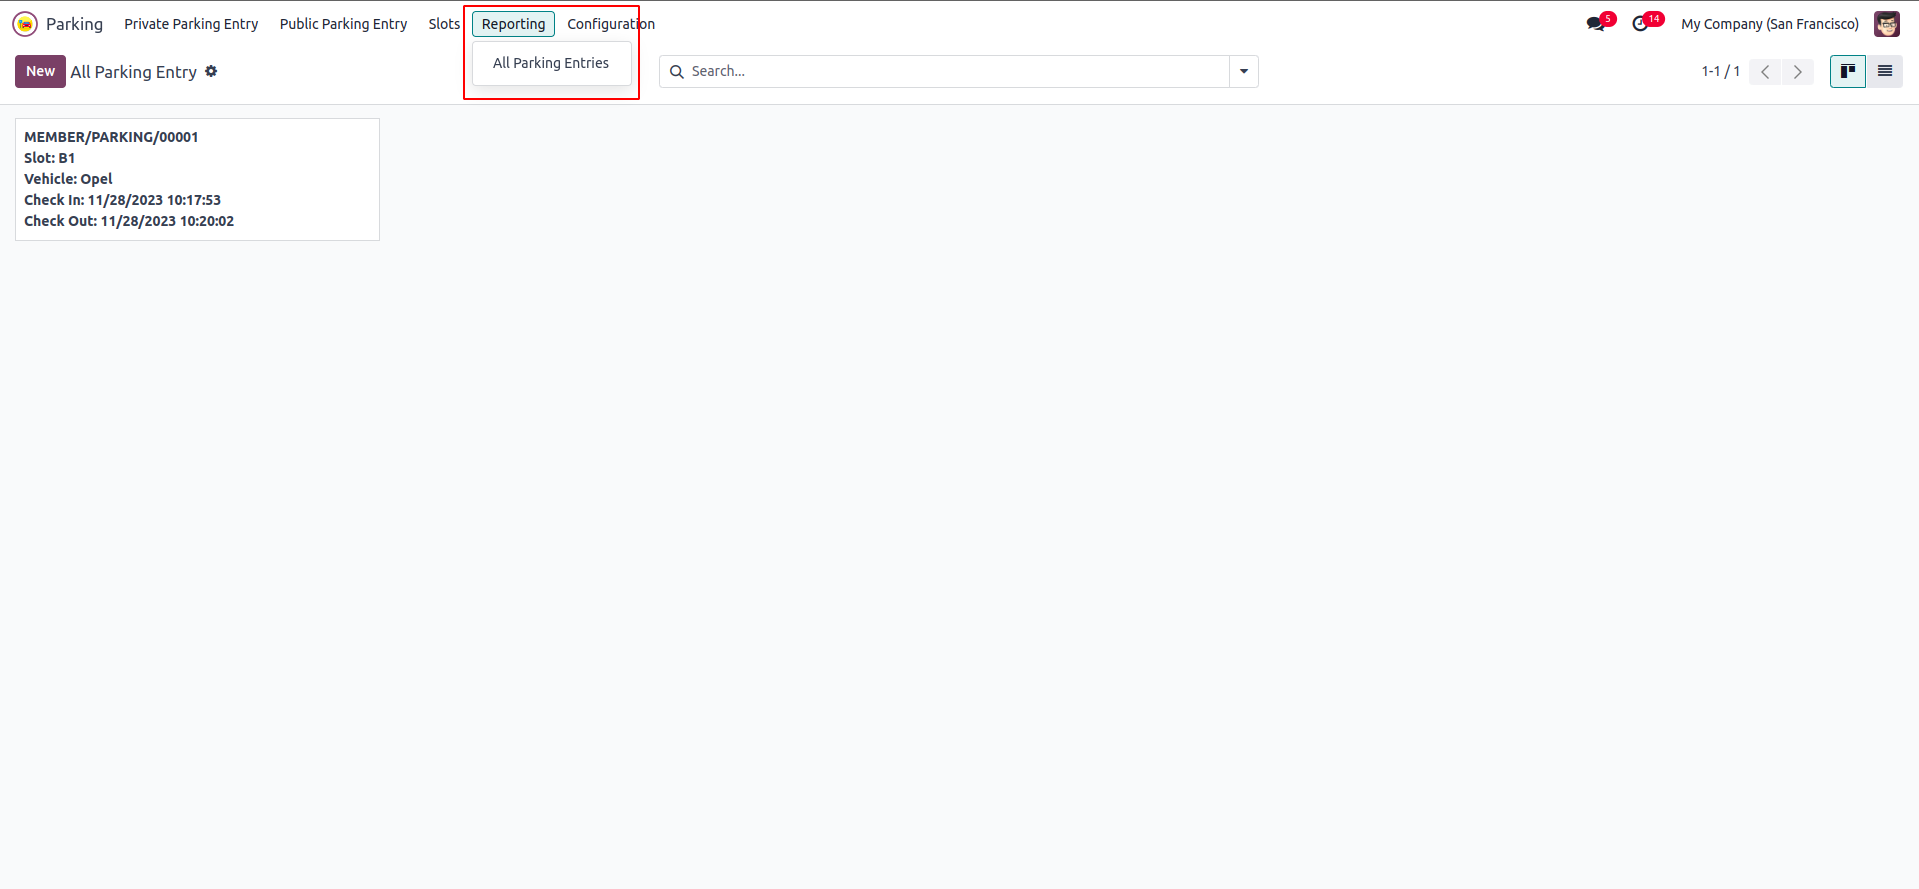 Parking Private Parking Entry Public Parking Entry Slots Reporting Configuration 5 14 My Company (San Francisco)
All Parking Entries
New All Parking Entry Search... 1-1 / 1
MEMBER/PARKING/00001
Slot: B1
Vehicle: Opel
Check In: 11/28/2023 10:17:53
Check Out: 11/28/2023 10:20:02